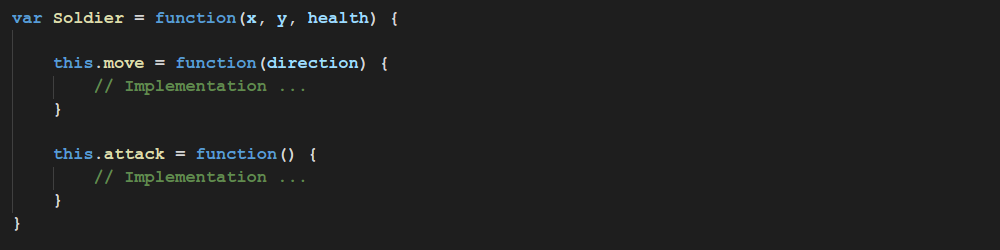 var Soldier = function(x, y, health) {
this.move = function(direction) {
// Implementation ...
}
this.attack = function() {
// Implementation ...
}
}